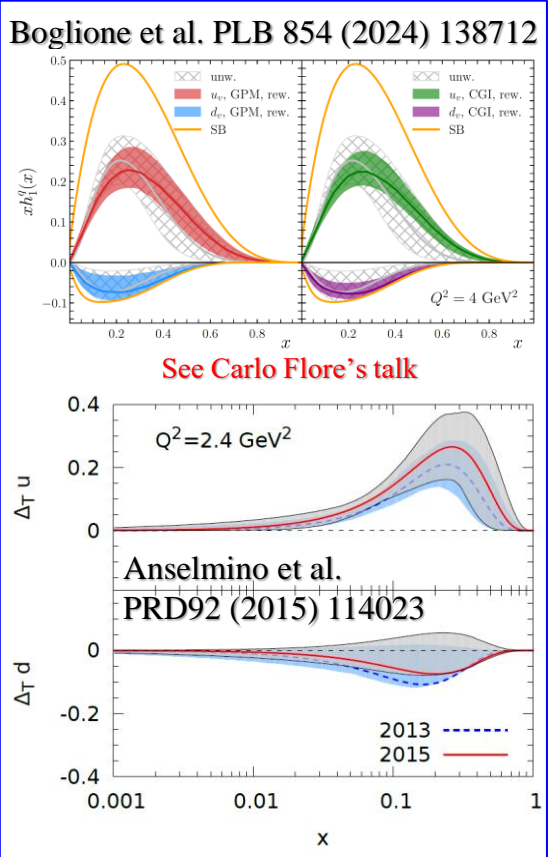 Boglione et al. PLB 854 (2024) 138712
0.5
0.4
0.3
0.2
0.1
0.0
−0.1
xh₁^q(x)
unw.
u_v, GPM, rew.
d_v, GPM, rew.
SB
unw.
u_v, CGI, rew.
d_v, CGI, rew.
SB
Q² = 4 GeV²
0.2 0.4 0.6 0.8 x
0.2 0.4 0.6 0.8 x
See Carlo Flore's talk
0.4
0.2
0
Δ_T u
Q²=2.4 GeV²
Anselmino et al.
PRD92 (2015) 114023
0
-0.2
-0.4
Δ_T d
2013
2015
0.001 0.01 0.1 1
x